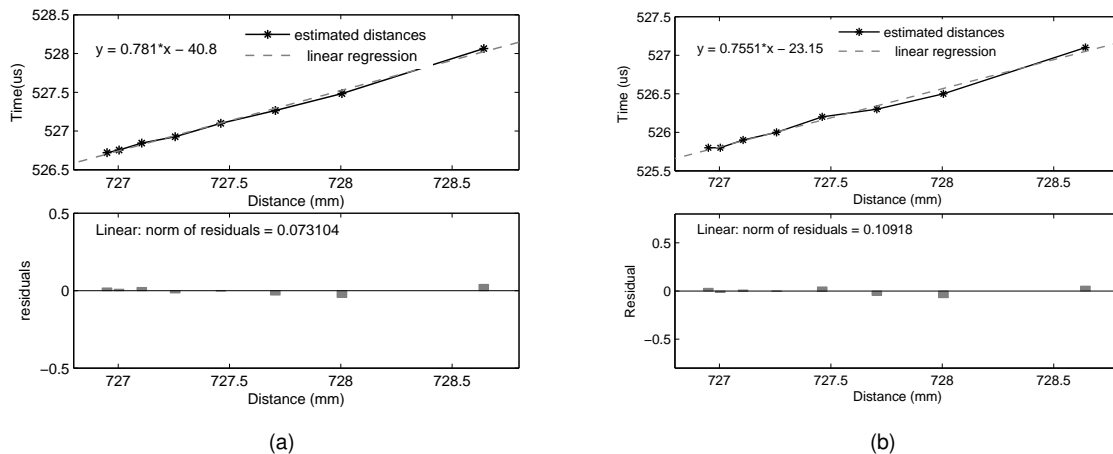 528.5
528
527.5
527
526.5
Time(us)
y = 0.781*x − 40.8
estimated distances
linear regression
727
727.5
728
728.5
Distance (mm)
0.5
0
−0.5
residuals
Linear: norm of residuals = 0.073104
727
727.5
728
728.5
Distance (mm)
(a)
527.5
527
526.5
526
525.5
Time (us)
y = 0.7551*x − 23.15
estimated distances
linear regression
727
727.5
728
728.5
Distance (mm)
0.5
0
−0.5
Residual
Linear: norm of residuals = 0.10918
727
727.5
728
728.5
Distance (mm)
(b)